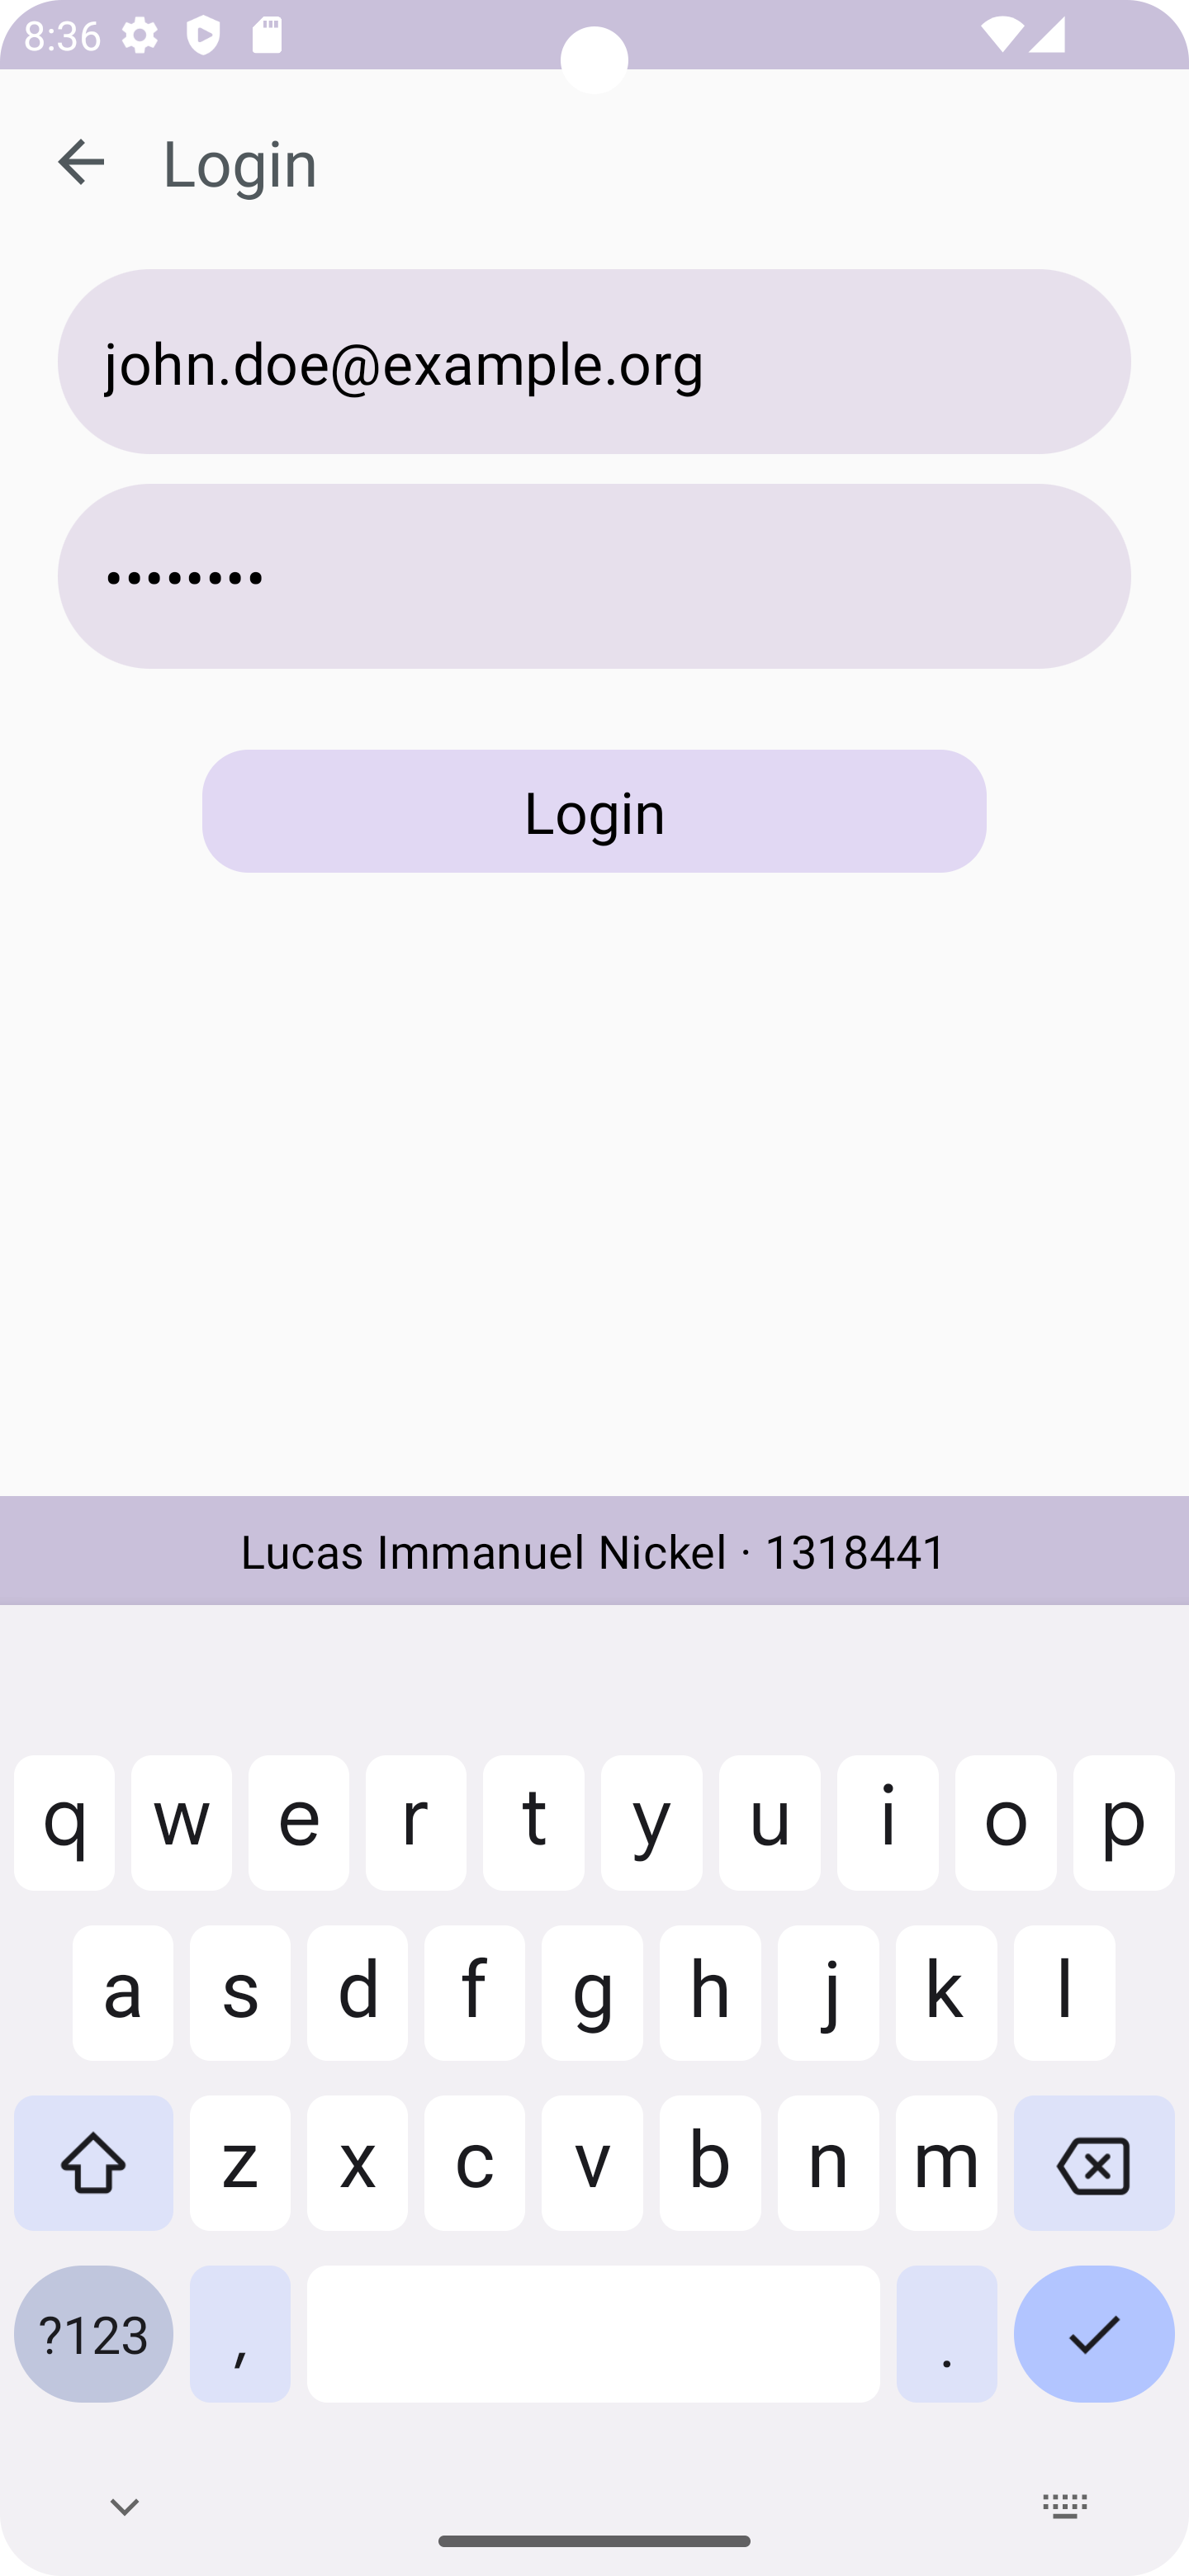 8:36
Login
john.doe@example.org
••••••••
Login
Lucas Immanuel Nickel · 1318441
q w e r t y u i o p
a s d f g h j k l
z x c v b n m
?123 , .